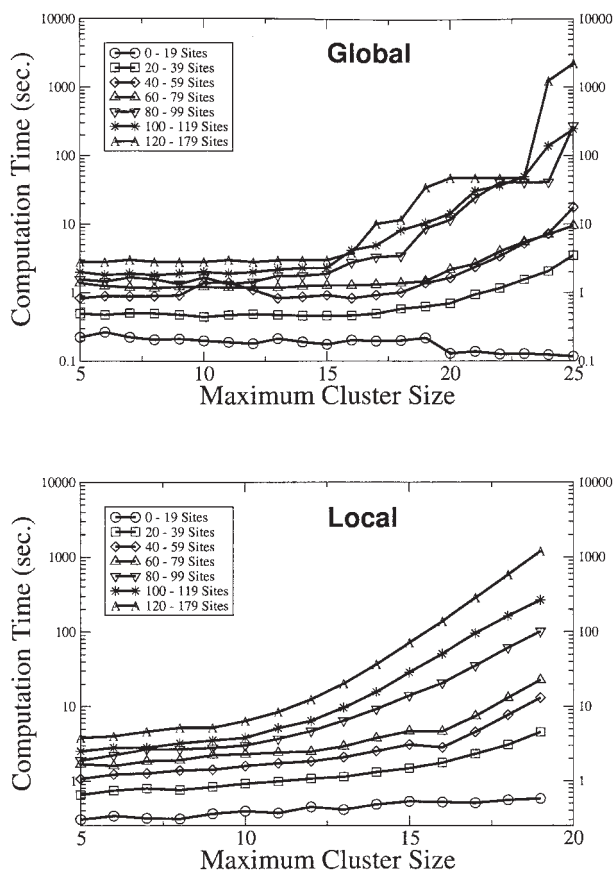 Global
10000
1000
100
10
1
0.1
Computation Time (sec.)
0 - 19 Sites
20 - 39 Sites
40 - 59 Sites
60 - 79 Sites
80 - 99 Sites
100 - 119 Sites
120 - 179 Sites
10000
1000
100
10
1
0.1
5
10
15
20
25
Maximum Cluster Size
Local
10000
1000
100
10
1
Computation Time (sec.)
0 - 19 Sites
20 - 39 Sites
40 - 59 Sites
60 - 79 Sites
80 - 99 Sites
100 - 119 Sites
120 - 179 Sites
10000
1000
100
10
1
5
10
15
20
Maximum Cluster Size